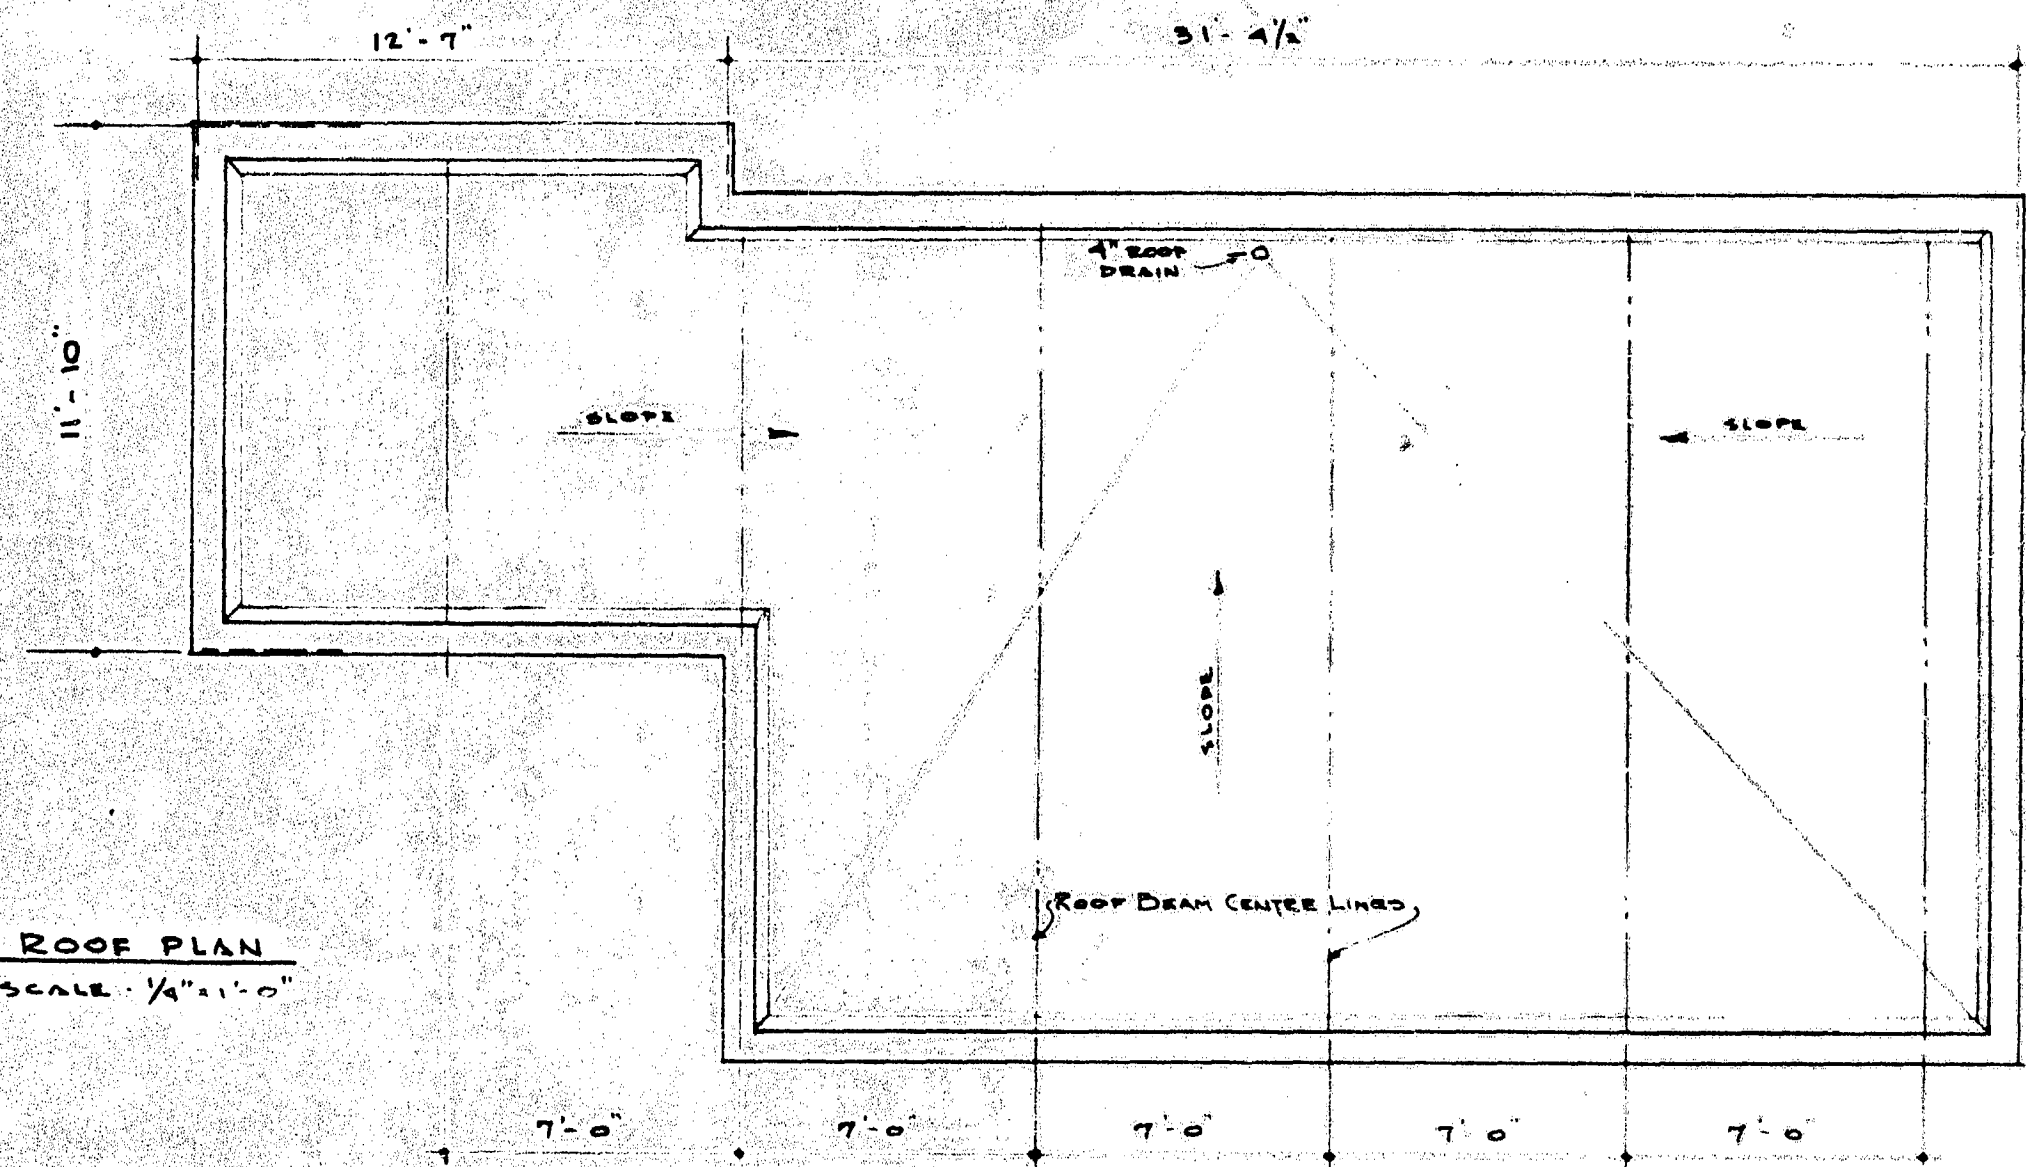 12'-7"
31'-4½"
4" ROOF
DRAIN
11'-10"
SLOPE
SLOPE
SLOPE
ROOF BEAM CENTER LINES
ROOF PLAN
SCALE · 1/4"=1'-0"
7'-0"
7'-0"
7'-0"
7'-0"
7'-0"